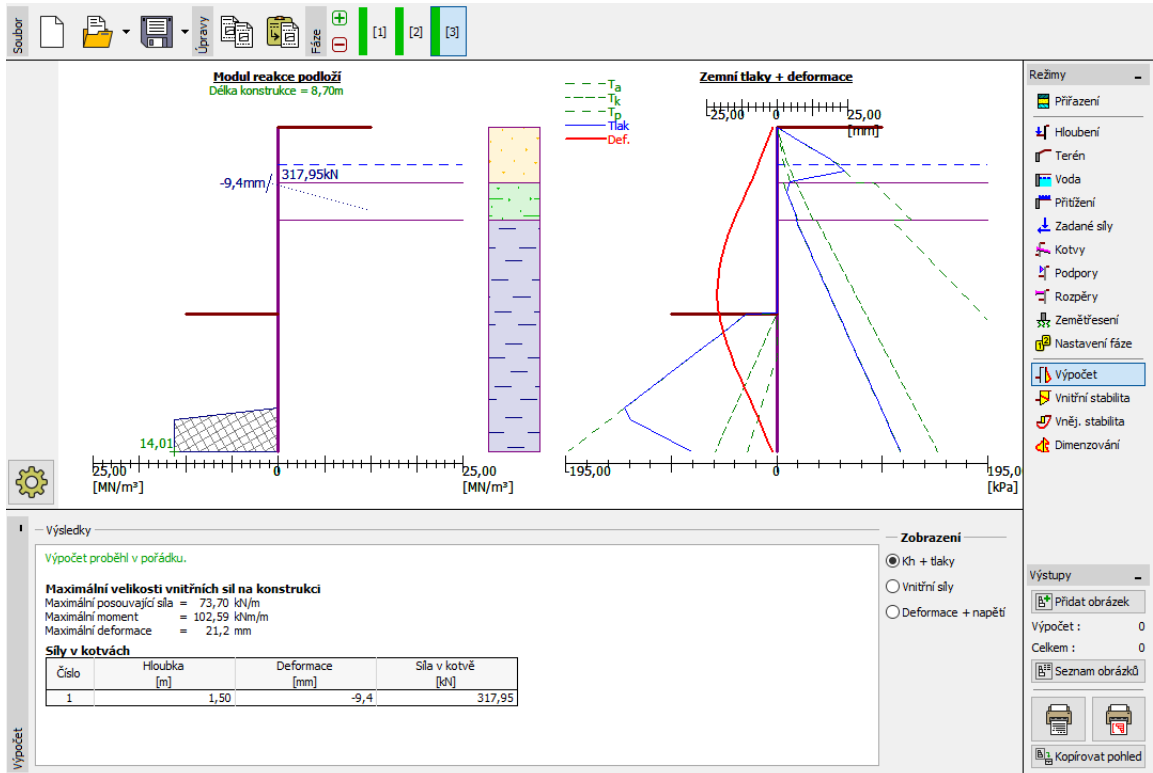 Soubor
Úpravy
Fáze
[1]
[2]
[3]
Modul reakce podloží
Délka konstrukce = 8,70m
-9,4mm
317,95kN
14,01
25,00
0
25,00
[MN/m³]
[MN/m³]
Ta
Tk
Tp
Tlak
Def.
Zemní tlaky + deformace
-25,00
25,00
[mm]
-195,00
0
195,0
[kPa]
Režimy
Přiřazení
Hloubení
Terén
Voda
Přitížení
Zadané síly
Kotvy
Podpory
Rozpěry
Zemětřesení
Nastavení fáze
Výpočet
Vnitřní stabilita
Vněj. stabilita
Dimenzování
Výpočet
Výsledky
Výpočet proběhl v pořádku.
Maximální velikosti vnitřních sil na konstrukci
Maximální posouvající síla = 73,70 kN/m
Maximální moment = 102,59 kNm/m
Maximální deformace = 21,2 mm
Síly v kotvách
Číslo Hloubka Deformace Síla v kotvě
[m] [mm] [kN]
1 1,50 -9,4 317,95
Zobrazení
Kh + tlaky
Vnitřní síly
Deformace + napětí
Výstupy
Přidat obrázek
Výpočet : 0
Celkem : 0
Seznam obrázků
Kopírovat pohled